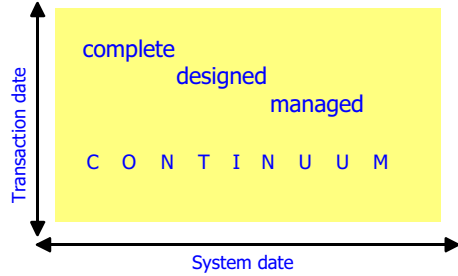 complete
designed
managed
C O N T I N U U M
Transaction date
System date